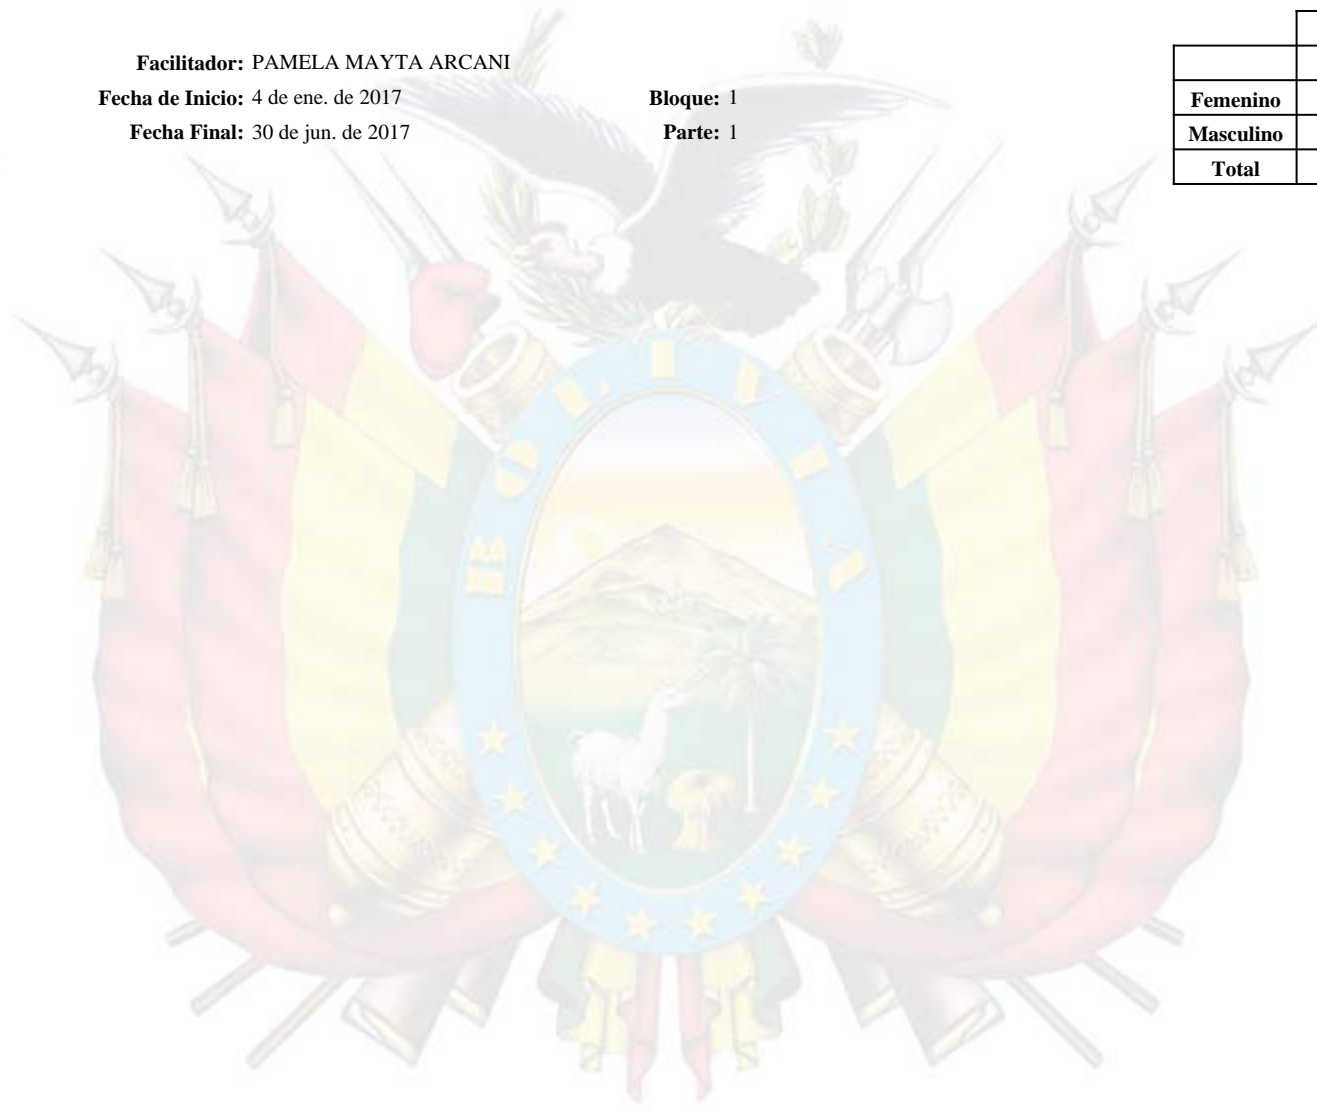 Facilitador: PAMELA MAYTA ARCANI
Fecha de Inicio: 4 de ene. de 2017 Bloque: 1
Fecha Final: 30 de jun. de 2017 Parte: 1
Femenino
Masculino
Total
BOLIVIA